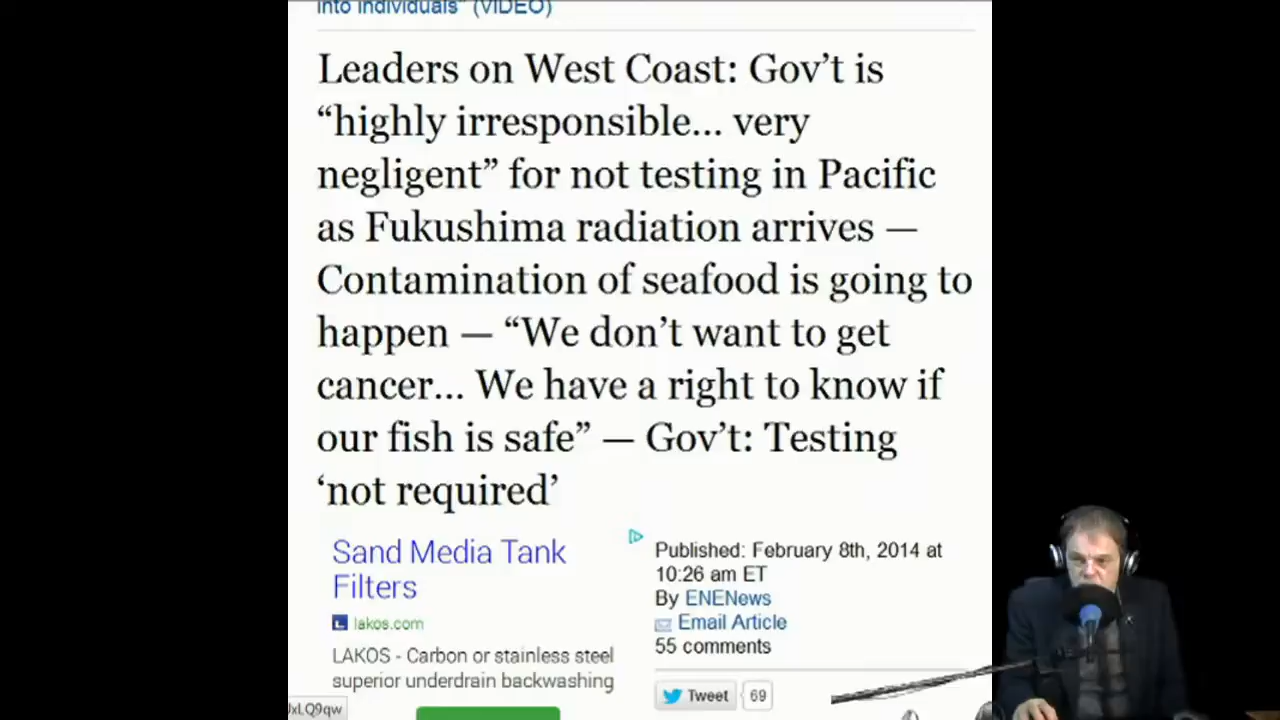 into individuals” (VIDEO)
Leaders on West Coast: Gov’t is
“highly irresponsible... very
negligent” for not testing in Pacific
as Fukushima radiation arrives —
Contamination of seafood is going to
happen — “We don’t want to get
cancer... We have a right to know if
our fish is safe” — Gov’t: Testing
‘not required’
Sand Media Tank
Filters
lakos.com
LAKOS - Carbon or stainless steel
superior underdrain backwashing
Published: February 8th, 2014 at
10:26 am ET
By ENENews
Email Article
55 comments
Tweet 69